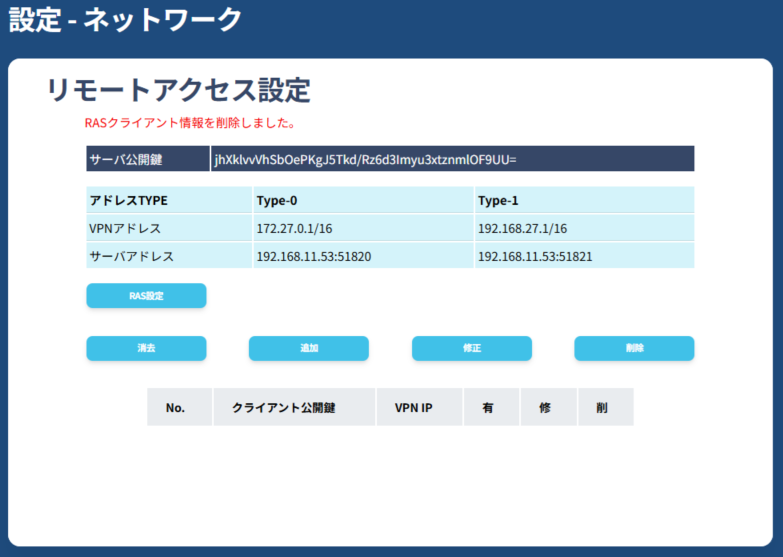 設定 - ネットワーク
リモートアクセス設定
RASクライアント情報を削除しました。
サーバ公開鍵 jhXklvvVhSbOePKgJ5Tkd/Rz6d3Imyu3xtznmlOF9UU=
アドレスTYPE Type-0 Type-1
VPNアドレス 172.27.0.1/16 192.168.27.1/16
サーバアドレス 192.168.11.53:51820 192.168.11.53:51821
RAS設定
消去 追加 修正 削除
No. クライアント公開鍵 VPN IP 有 修 削